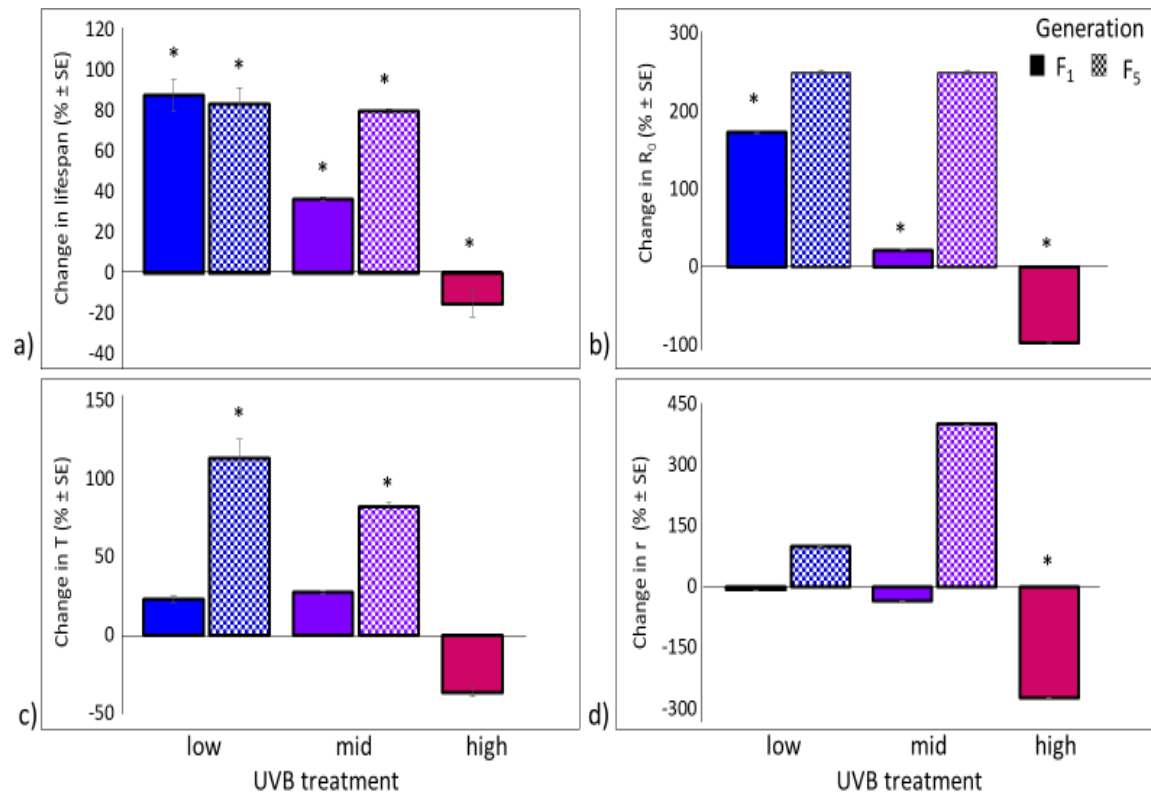 120
100
80
60
40
20
0
-20
-40
Change in lifespan (% ± SE)
* * * * *
a)
300
200
100
0
-100
Change in R₀ (% ± SE)
* * *
Generation
F₁ F₅
b)
150
100
50
0
-50
Change in T (% ± SE)
* *
c)
low mid high
UVB treatment
450
300
150
0
-150
-300
Change in r (% ± SE)
*
d)
low mid high
UVB treatment